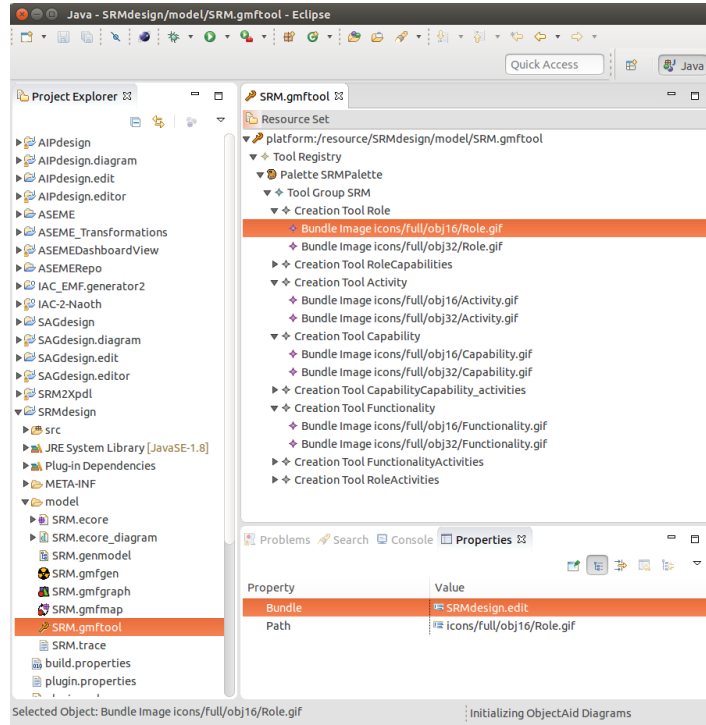 Java - SRMdesign/model/SRM.gmftool - Eclipse
Quick Access
Java
Project Explorer
AIPdesign
AIPdesign.diagram
AIPdesign.edit
AIPdesign.editor
ASEME
ASEME_Transformations
ASEMEDashboardView
ASEMERepo
IAC_EMF.generator2
IAC-2-Naoth
SAGdesign
SAGdesign.diagram
SAGdesign.edit
SAGdesign.editor
SRM2Xpdl
SRMdesign
src
JRE System Library [JavaSE-1.8]
Plug-in Dependencies
META-INF
model
SRM.ecore
SRM.ecore_diagram
SRM.genmodel
SRM.gmfgen
SRM.gmfgraph
SRM.gmfmap
SRM.gmftool
SRM.trace
build.properties
plugin.properties
SRM.gmftool
Resource Set
platform:/resource/SRMdesign/model/SRM.gmftool
Tool Registry
Palette SRMPalette
Tool Group SRM
Creation Tool Role
Bundle Image icons/full/obj16/Role.gif
Bundle Image icons/full/obj32/Role.gif
Creation Tool RoleCapabilities
Creation Tool Activity
Bundle Image icons/full/obj16/Activity.gif
Bundle Image icons/full/obj32/Activity.gif
Creation Tool Capability
Bundle Image icons/full/obj16/Capability.gif
Bundle Image icons/full/obj32/Capability.gif
Creation Tool CapabilityCapability_activities
Creation Tool Functionality
Bundle Image icons/full/obj16/Functionality.gif
Bundle Image icons/full/obj32/Functionality.gif
Creation Tool FunctionalityActivities
Creation Tool RoleActivities
Problems Search Console Properties
Property Value
Bundle SRMdesign.edit
Path icons/full/obj16/Role.gif
Selected Object: Bundle Image icons/full/obj16/Role.gif
Initializing ObjectAid Diagrams